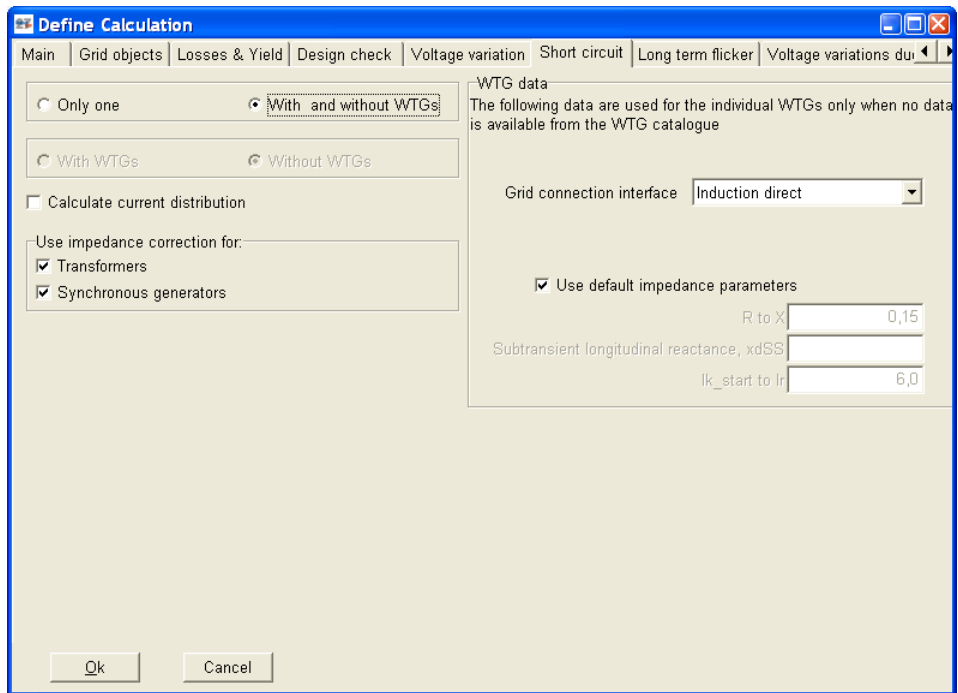 Define Calculation
Main Grid objects Losses & Yield Design check Voltage variation Short circuit Long term flicker Voltage variations du
Only one With and without WTGs
With WTGs Without WTGs
Calculate current distribution
Use impedance correction for:
Transformers
Synchronous generators
WTG data
The following data are used for the individual WTGs only when no data
is available from the WTG catalogue
Grid connection interface Induction direct
Use default impedance parameters
R to X 0,15
Subtransient longitudinal reactance, xdSS
Ik_start to Ir 6,0
Ok Cancel